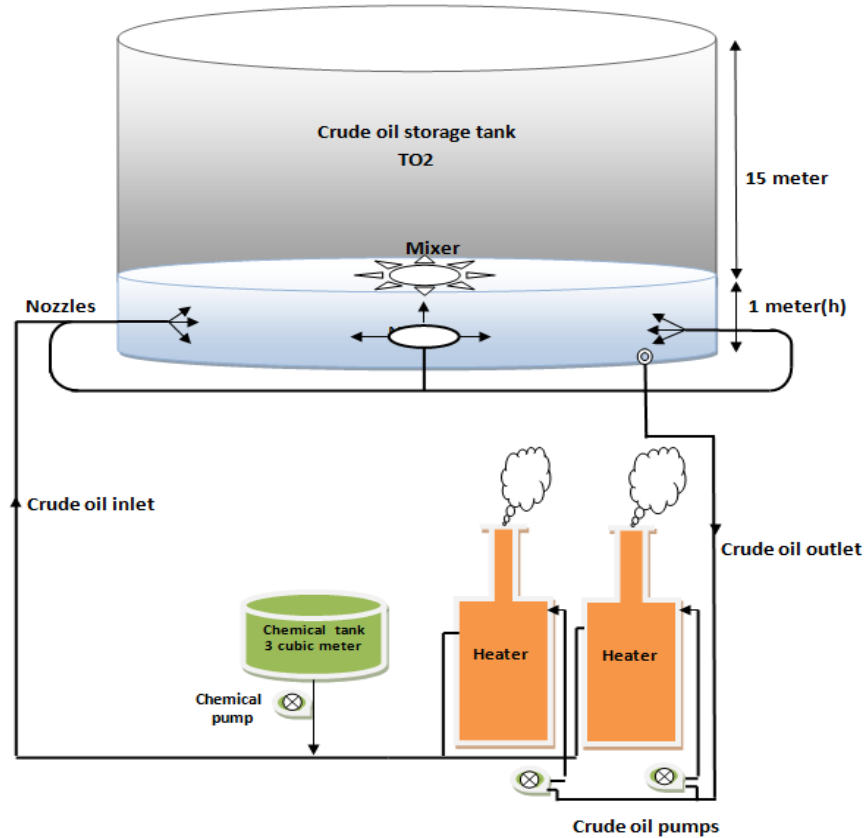 Crude oil storage tank
TO2
15 meter
Mixer
Nozzles
1 meter(h)
Crude oil inlet
Crude oil outlet
Chemical tank
3 cubic meter
Heater
Heater
Chemical
pump
Crude oil pumps